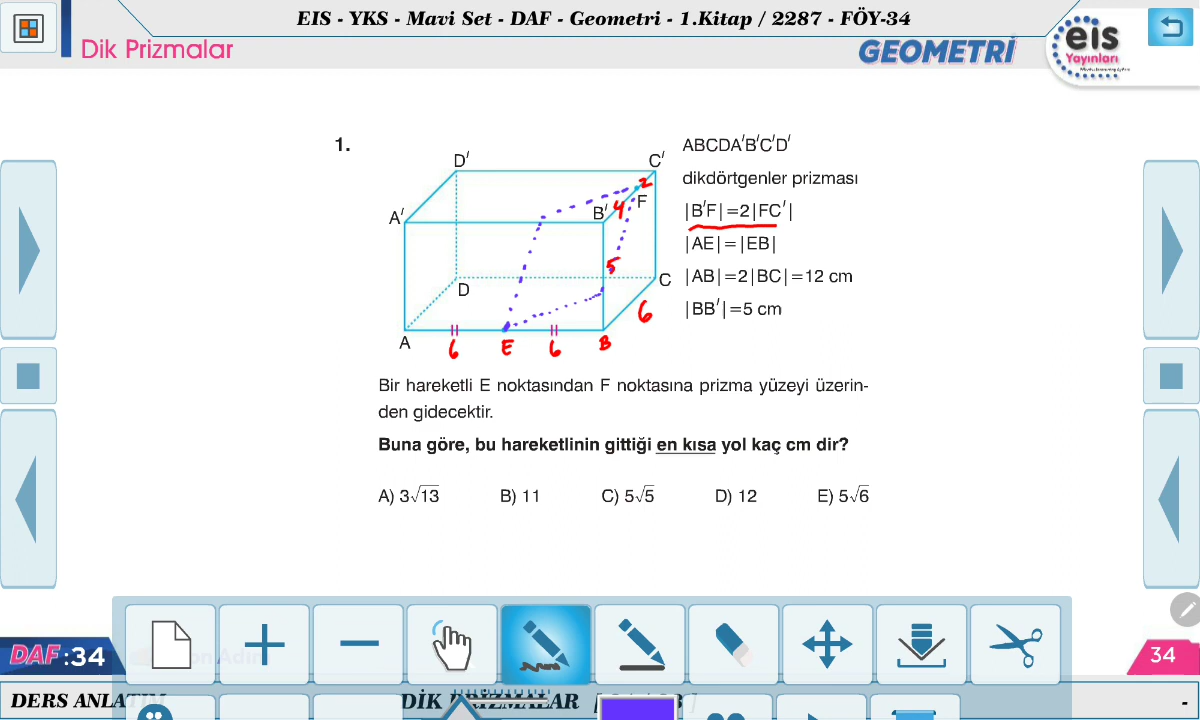 EIS - YKS - Mavi Set - DAF - Geometri - 1.Kitap / 2287 - FÖY-34
Dik Prizmalar
GEOMETRİ
eis
Yayınları
1.
ABCDA'B'C'D'
dikdörtgenler prizması
|B'F|=2|FC'|
|AE|=|EB|
|AB|=2|BC|=12 cm
|BB'|=5 cm
D' C'
2
A' B' 4 F
5
D C
6
A 6 E 6 B
Bir hareketli E noktasından F noktasına prizma yüzeyi üzerin-
den gidecektir.
Buna göre, bu hareketlinin gittiği en kısa yol kaç cm dir?
A) 3√13 B) 11 C) 5√5 D) 12 E) 5√6
DAF:34
34
DERS ANLATIM DİK PRİZMALAR
-